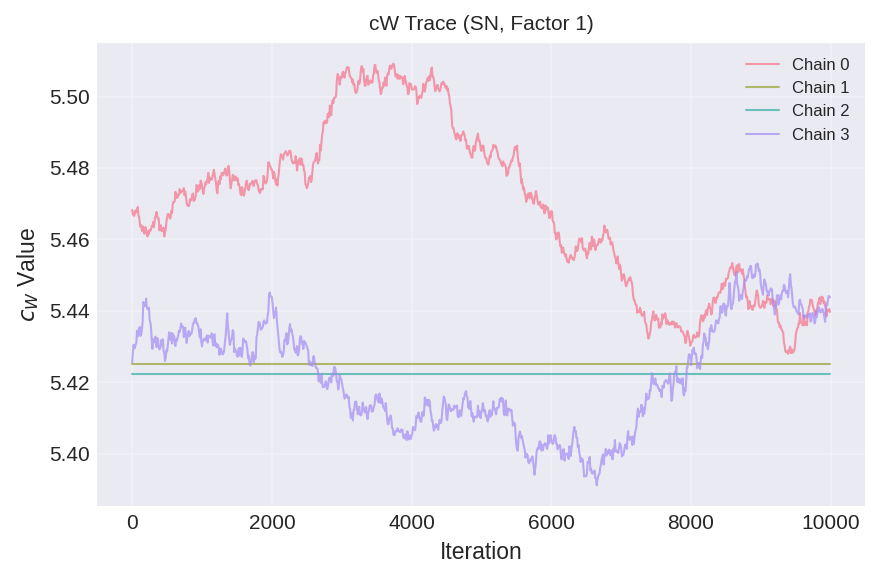 cW Trace (SN, Factor 1)
Chain 0
Chain 1
Chain 2
Chain 3
5.50
5.48
5.46
5.44
5.42
5.40
c_W Value
0 2000 4000 6000 8000 10000
Iteration